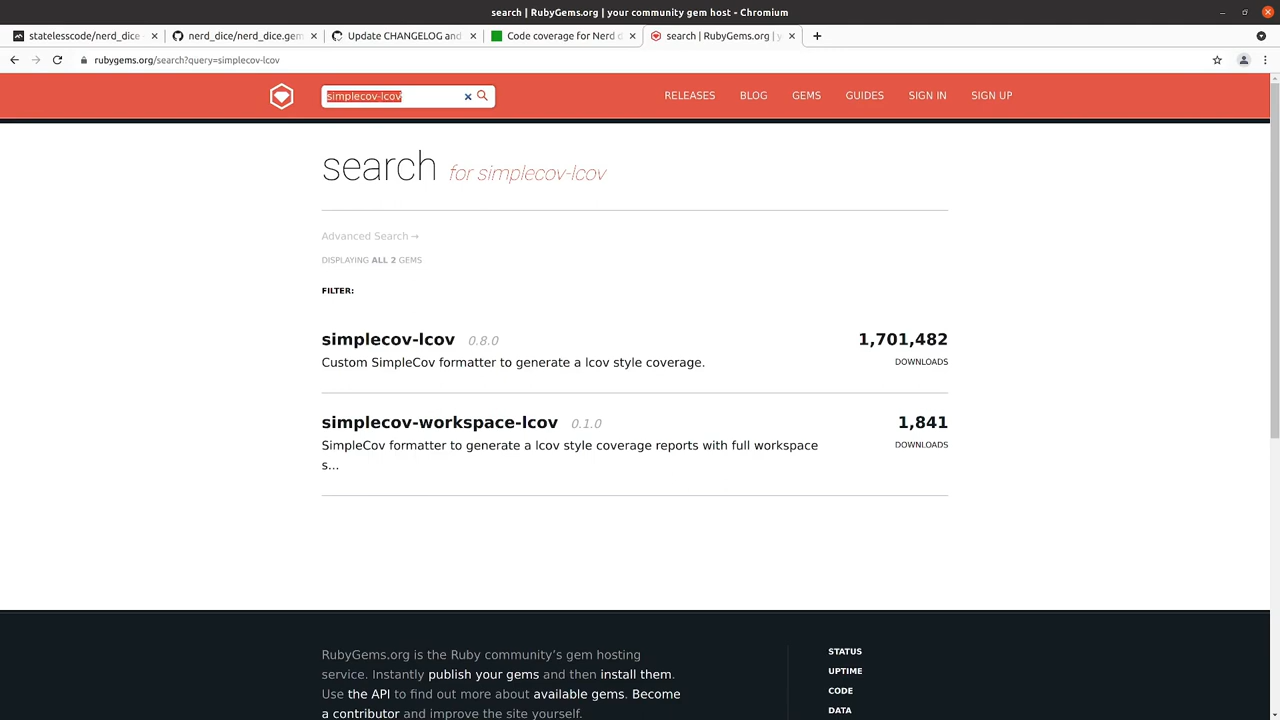 search | RubyGems.org | your community gem host - Chromium
statelesscode/nerd_dice
nerd_dice/nerd_dice.gem
Update CHANGELOG and
Code coverage for Nerd d
search | RubyGems.org | y
rubygems.org/search?query=simplecov-lcov
simplecov-lcov
RELEASES
BLOG
GEMS
GUIDES
SIGN IN
SIGN UP
search for simplecov-lcov
Advanced Search →
DISPLAYING ALL 2 GEMS
FILTER:
simplecov-lcov 0.8.0
1,701,482
Custom SimpleCov formatter to generate a lcov style coverage.
DOWNLOADS
simplecov-workspace-lcov 0.1.0
1,841
SimpleCov formatter to generate a lcov style coverage reports with full workspace
s...
DOWNLOADS
RubyGems.org is the Ruby community's gem hosting
service. Instantly publish your gems and then install them.
Use the API to find out more about available gems. Become
a contributor and improve the site yourself.
STATUS
UPTIME
CODE
DATA